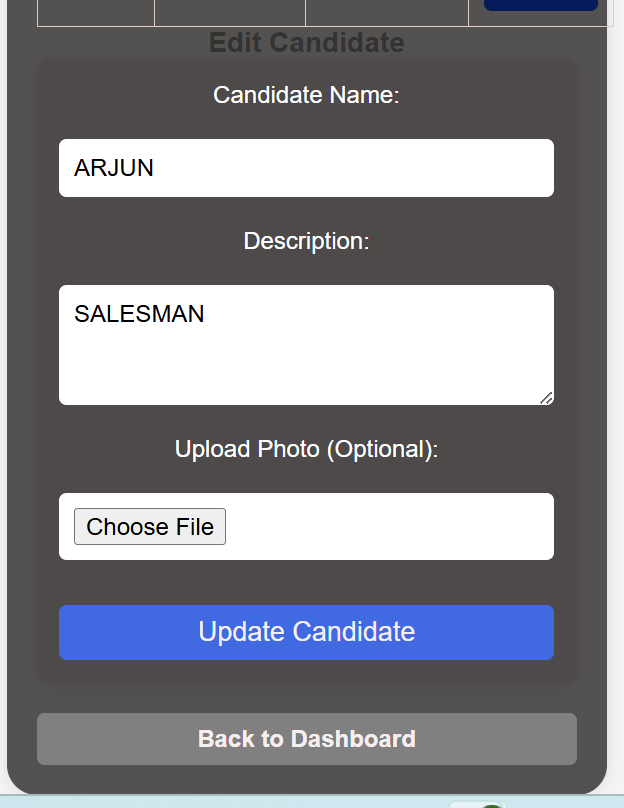 Edit Candidate
Candidate Name:
ARJUN
Description:
SALESMAN
Upload Photo (Optional):
Choose File
Update Candidate
Back to Dashboard